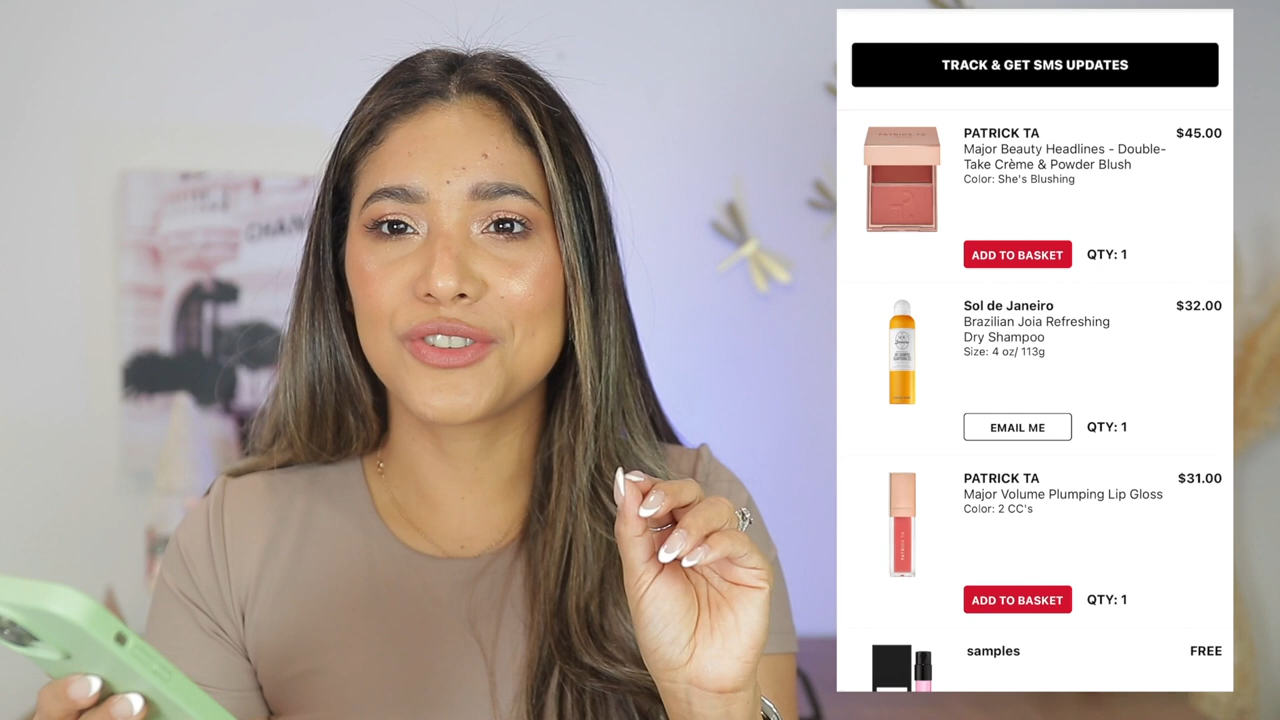 CHAN
TRACK & GET SMS UPDATES
PATRICK TA
$45.00
Major Beauty Headlines - Double-
Take Crème & Powder Blush
Color: She's Blushing
ADD TO BASKET
QTY: 1
Sol de Janeiro
$32.00
Brazilian Joia Refreshing
Dry Shampoo
Size: 4 oz/ 113g
EMAIL ME
QTY: 1
PATRICK TA
$31.00
Major Volume Plumping Lip Gloss
Color: 2 CC's
PATRICK TA
ADD TO BASKET
QTY: 1
samples
FREE